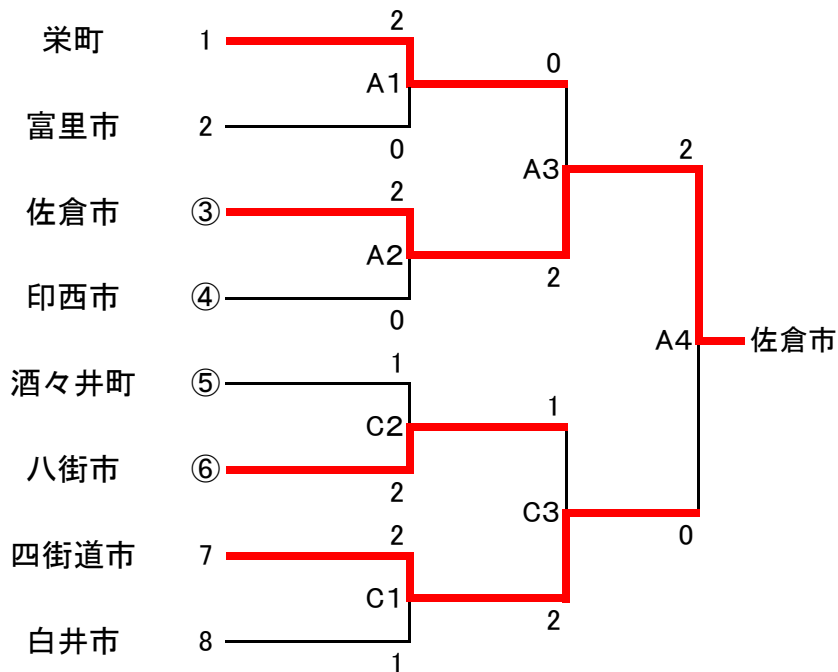 栄町 1 2
0
A1
富里市 2 0
A3 2
佐倉市 ③ 2
A2
2
印西市 ④ 0
A4 佐倉市
酒々井町 ⑤ 1
1
C2
八街市 ⑥ 2
C3 0
四街道市 7 2
C1
2
白井市 8 1